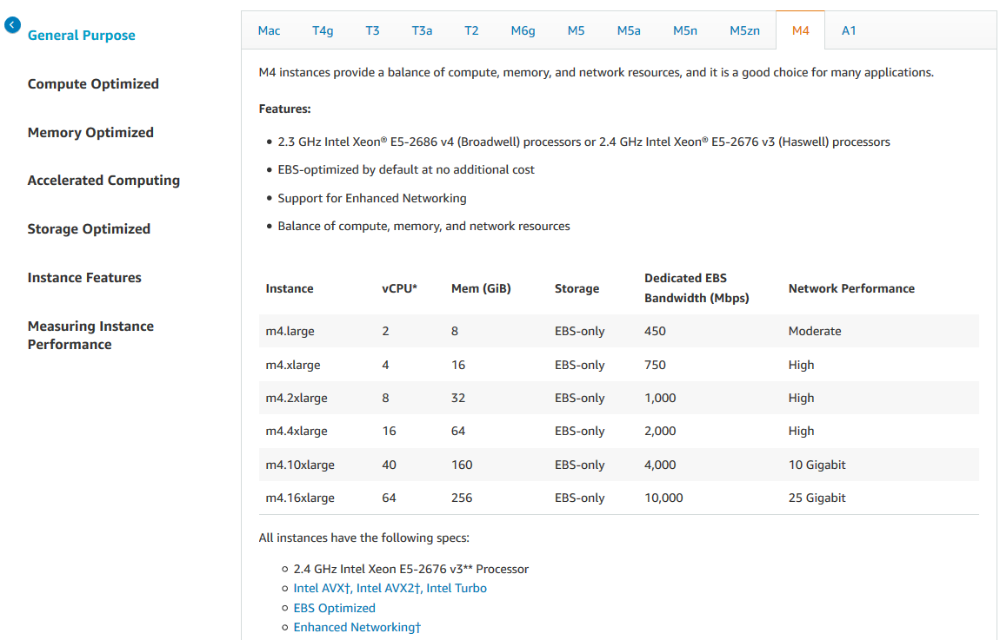 General Purpose
Compute Optimized
Memory Optimized
Accelerated Computing
Storage Optimized
Instance Features
Measuring Instance
Performance
Mac T4g T3 T3a T2 M6g M5 M5a M5n M5zn M4 A1
M4 instances provide a balance of compute, memory, and network resources, and it is a good choice for many applications.
Features:
• 2.3 GHz Intel Xeon® E5-2686 v4 (Broadwell) processors or 2.4 GHz Intel Xeon® E5-2676 v3 (Haswell) processors
• EBS-optimized by default at no additional cost
• Support for Enhanced Networking
• Balance of compute, memory, and network resources
Instance vCPU* Mem (GiB) Storage Dedicated EBS Bandwidth (Mbps) Network Performance
m4.large 2 8 EBS-only 450 Moderate
m4.xlarge 4 16 EBS-only 750 High
m4.2xlarge 8 32 EBS-only 1,000 High
m4.4xlarge 16 64 EBS-only 2,000 High
m4.10xlarge 40 160 EBS-only 4,000 10 Gigabit
m4.16xlarge 64 256 EBS-only 10,000 25 Gigabit
All instances have the following specs:
2.4 GHz Intel Xeon E5-2676 v3** Processor
Intel AVX†, Intel AVX2†, Intel Turbo
EBS Optimized
Enhanced Networking†